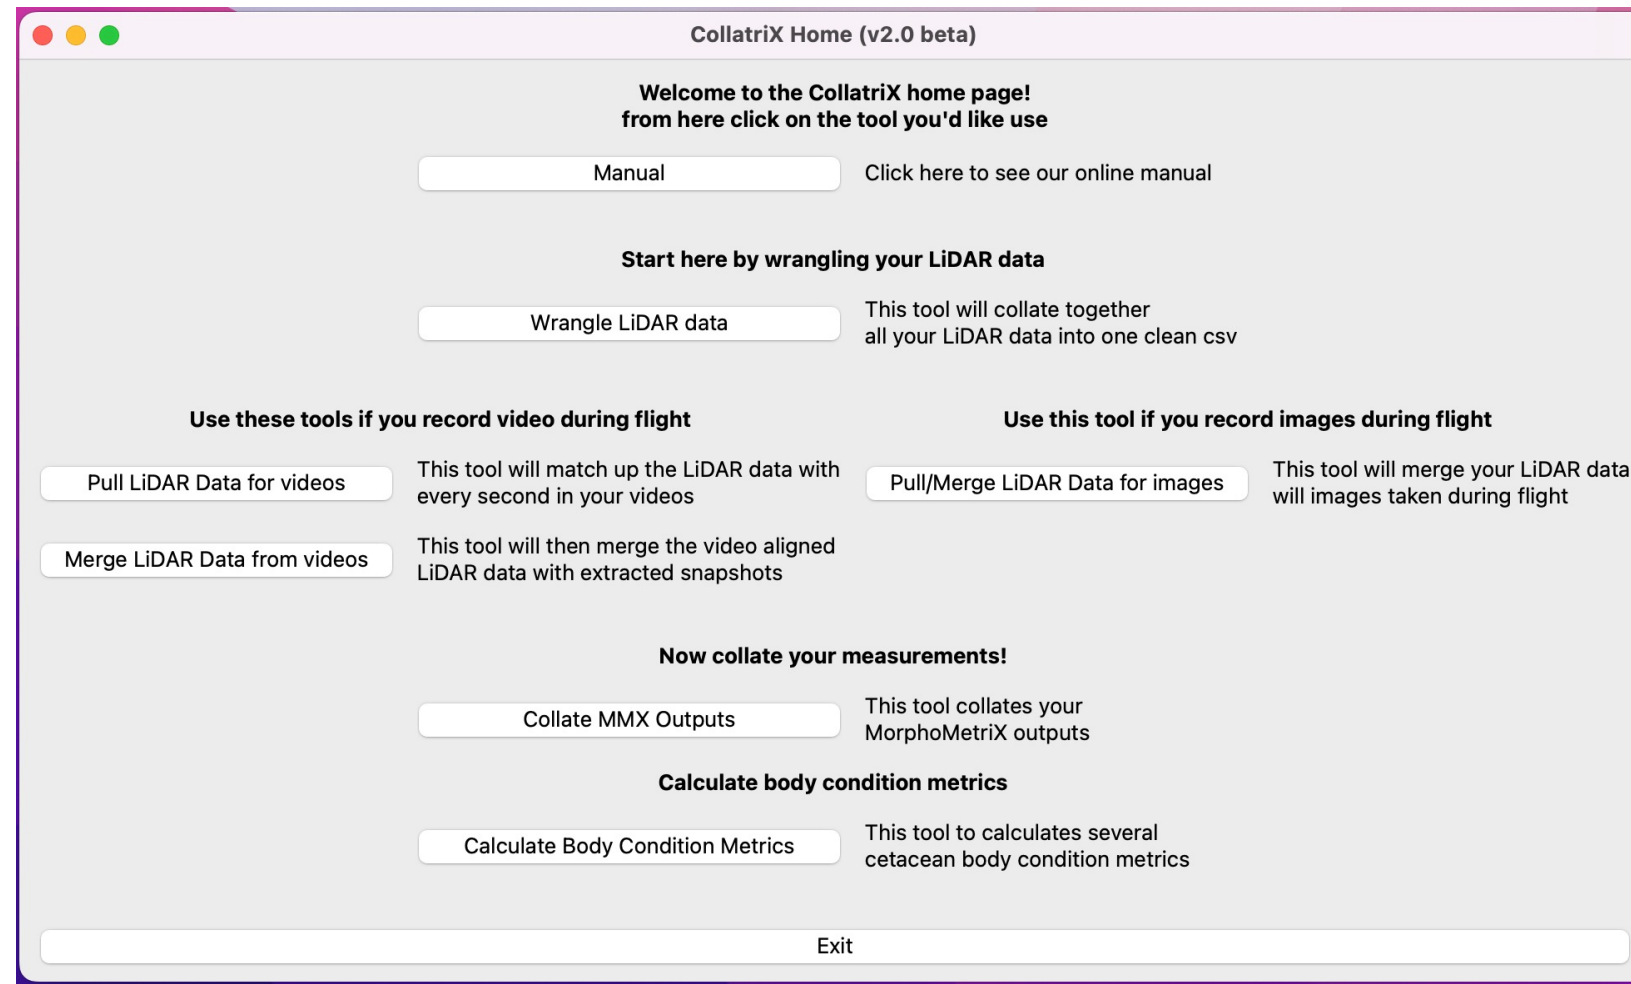 CollatriX Home (v2.0 beta)
Welcome to the CollatriX home page!
from here click on the tool you'd like use
Manual
Click here to see our online manual
Start here by wrangling your LiDAR data
Wrangle LiDAR data
This tool will collate together
all your LiDAR data into one clean csv
Use these tools if you record video during flight
Pull LiDAR Data for videos
This tool will match up the LiDAR data with
every second in your videos
Merge LiDAR Data from videos
This tool will then merge the video aligned
LiDAR data with extracted snapshots
Use this tool if you record images during flight
Pull/Merge LiDAR Data for images
This tool will merge your LiDAR data
will images taken during flight
Now collate your measurements!
Collate MMX Outputs
This tool collates your
MorphoMetriX outputs
Calculate body condition metrics
Calculate Body Condition Metrics
This tool to calculates several
cetacean body condition metrics
Exit